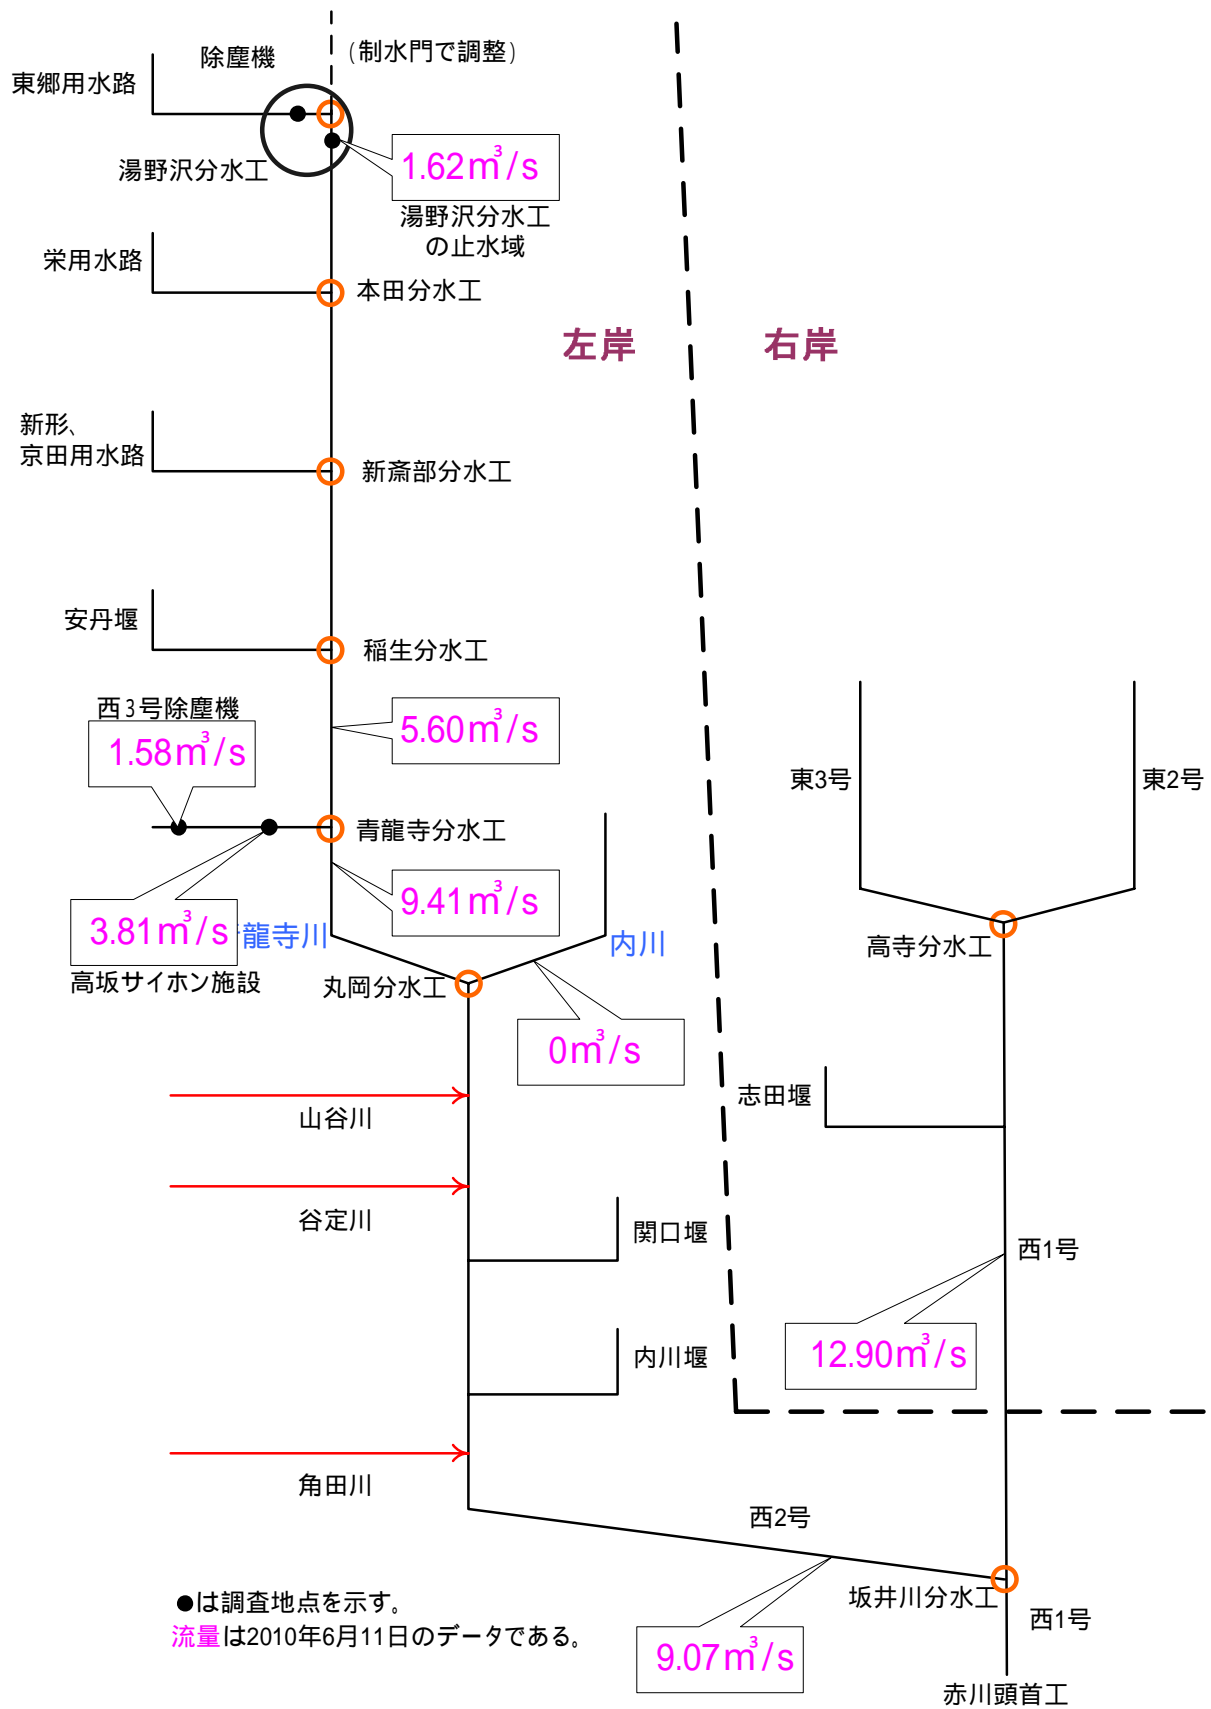 除塵機
(制水門で調整)
東郷用水路
湯野沢分水工
1.62m³/s
湯野沢分水工
の止水域
栄用水路
本田分水工
左岸
右岸
新形、
京田用水路
新斎部分水工
安丹堰
稲生分水工
西3号除塵機
1.58m³/s
5.60m³/s
東3号
東2号
青龍寺分水工
9.41m³/s
3.81m³/s
龍寺川
内川
高坂サイホン施設
丸岡分水工
高寺分水工
0m³/s
志田堰
山谷川
谷定川
関口堰
西1号
12.90m³/s
内川堰
角田川
西2号
坂井川分水工
西1号
9.07m³/s
赤川頭首工
●は調査地点を示す。
流量は2010年6月11日のデータである。